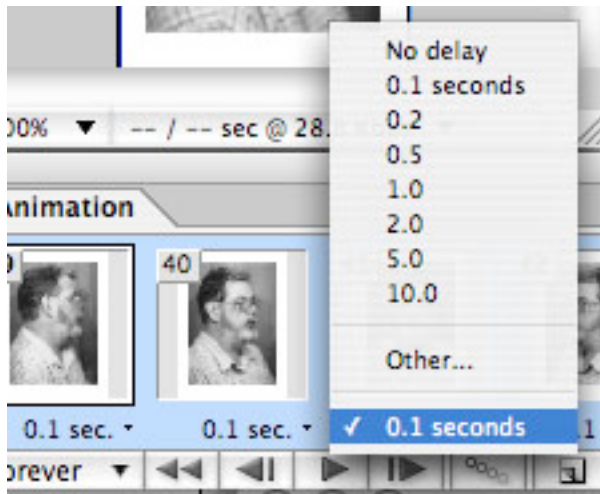 No delay
0.1 seconds
00% -- / -- sec @ 28.
0.2
0.5
1.0
Animation
2.0
5.0
40
10.0
Other...
0.1 sec. 0.1 sec. ✓ 0.1 seconds .1
orever